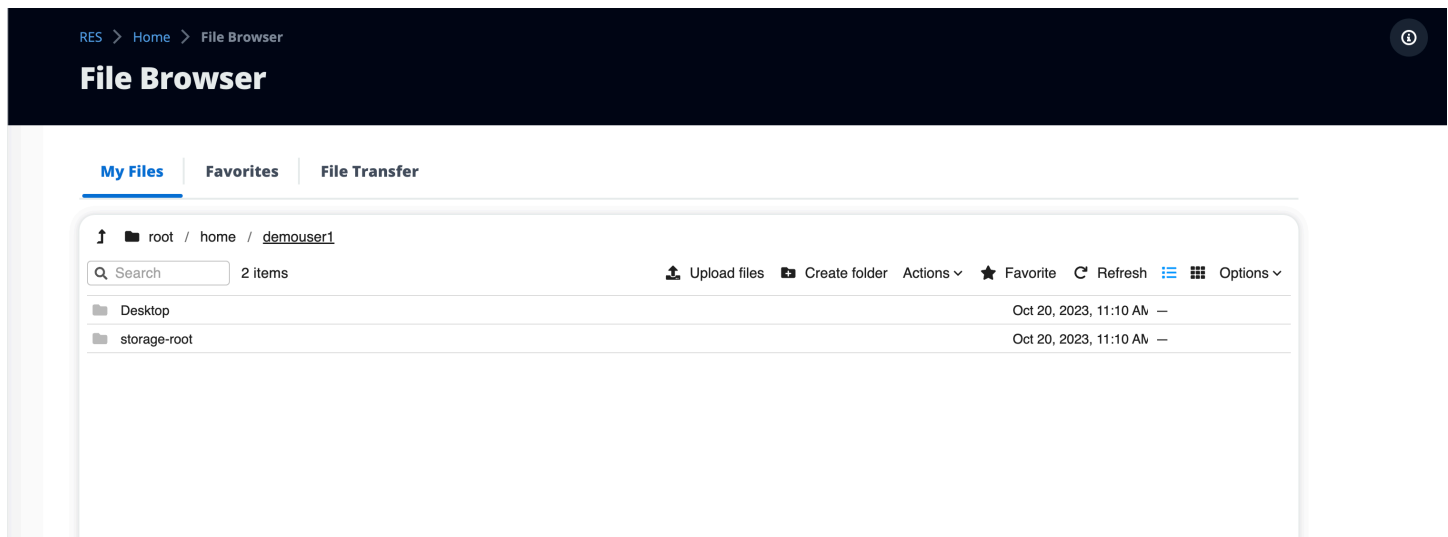 RES > Home > File Browser
File Browser
My Files Favorites File Transfer
root / home / demouser1
Search 2 items Upload files Create folder Actions Favorite Refresh Options
Desktop Oct 20, 2023, 11:10 AM —
storage-root Oct 20, 2023, 11:10 AM —